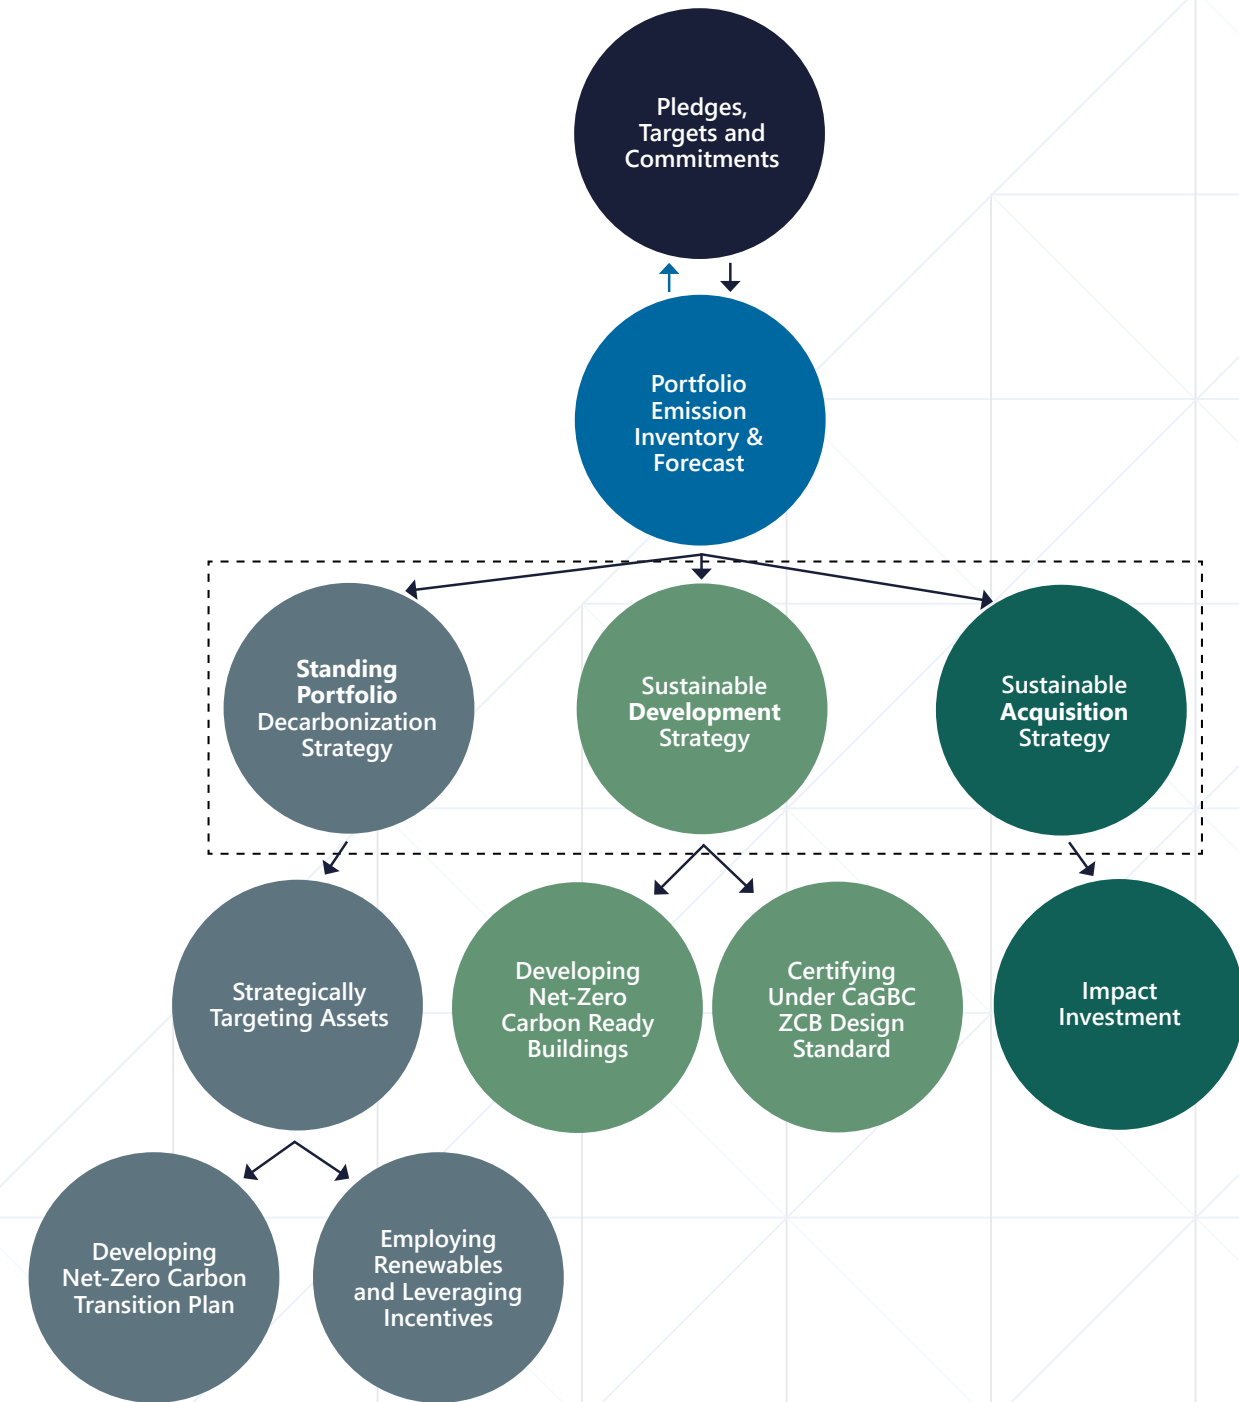 Pledges,
Targets and
Commitments
Portfolio
Emission
Inventory &
Forecast
Standing
Portfolio
Decarbonization
Strategy
Sustainable
Development
Strategy
Sustainable
Acquisition
Strategy
Strategically
Targeting Assets
Developing
Net-Zero
Carbon Ready
Buildings
Certifying
Under CaGBC
ZCB Design
Standard
Impact
Investment
Developing
Net-Zero Carbon
Transition Plan
Employing
Renewables
and Leveraging
Incentives